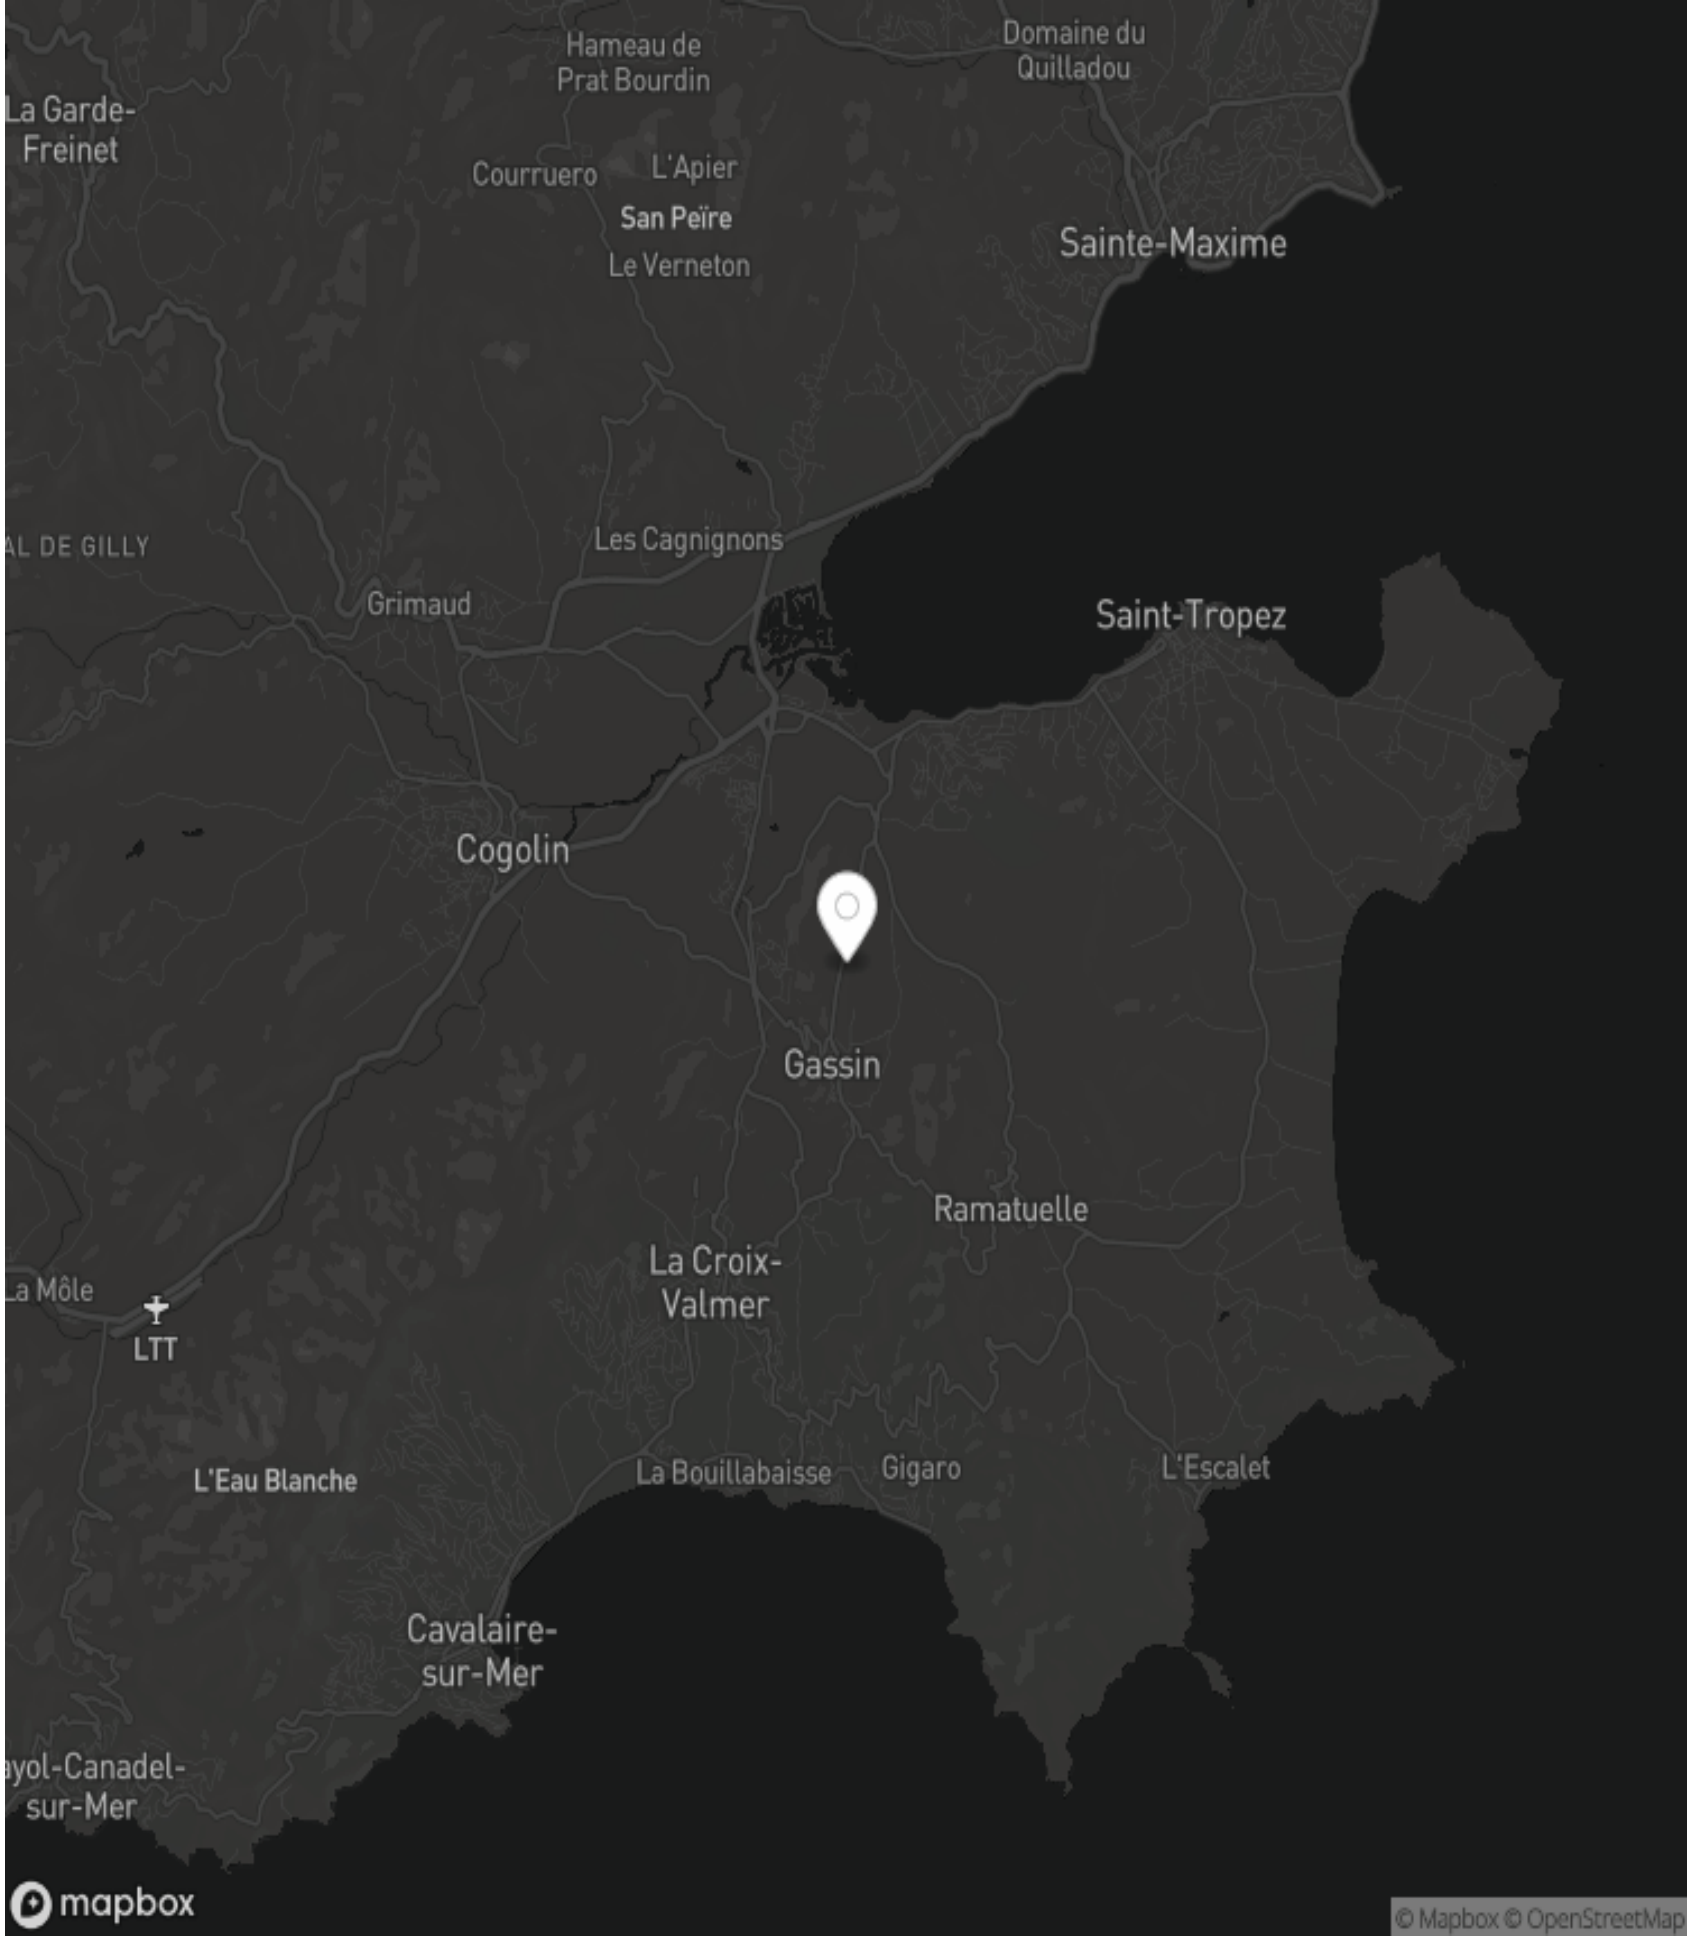 Hameau de
Prat Bourdin
Domaine du
Quilladou
La Garde-
Freinet
Courruero
L'Apier
San Peïre
Le Verneton
Sainte-Maxime
AL DE GILLY
Les Cagnignons
Grimaud
Saint-Tropez
Cogolin
Gassin
Ramatuelle
La Croix-
Valmer
La Môle
LTT
L'Eau Blanche
La Bouillabaisse
Gigaro
L'Escalet
Cavalaire-
sur-Mer
ayol-Canadel-
sur-Mer
mapbox
© Mapbox © OpenStreetMap